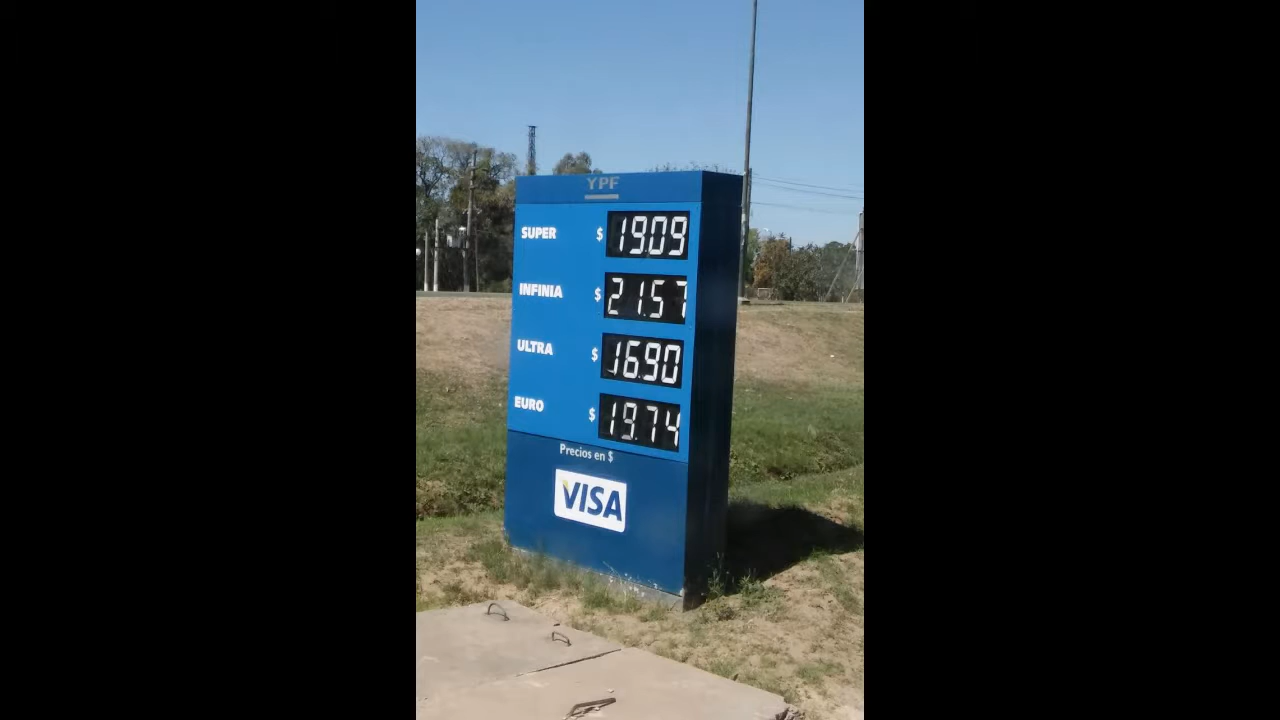 YPF
SUPER $ 19.09
INFINIA $ 21.57
ULTRA $ 16.90
EURO $ 19.74
Precios en $
VISA